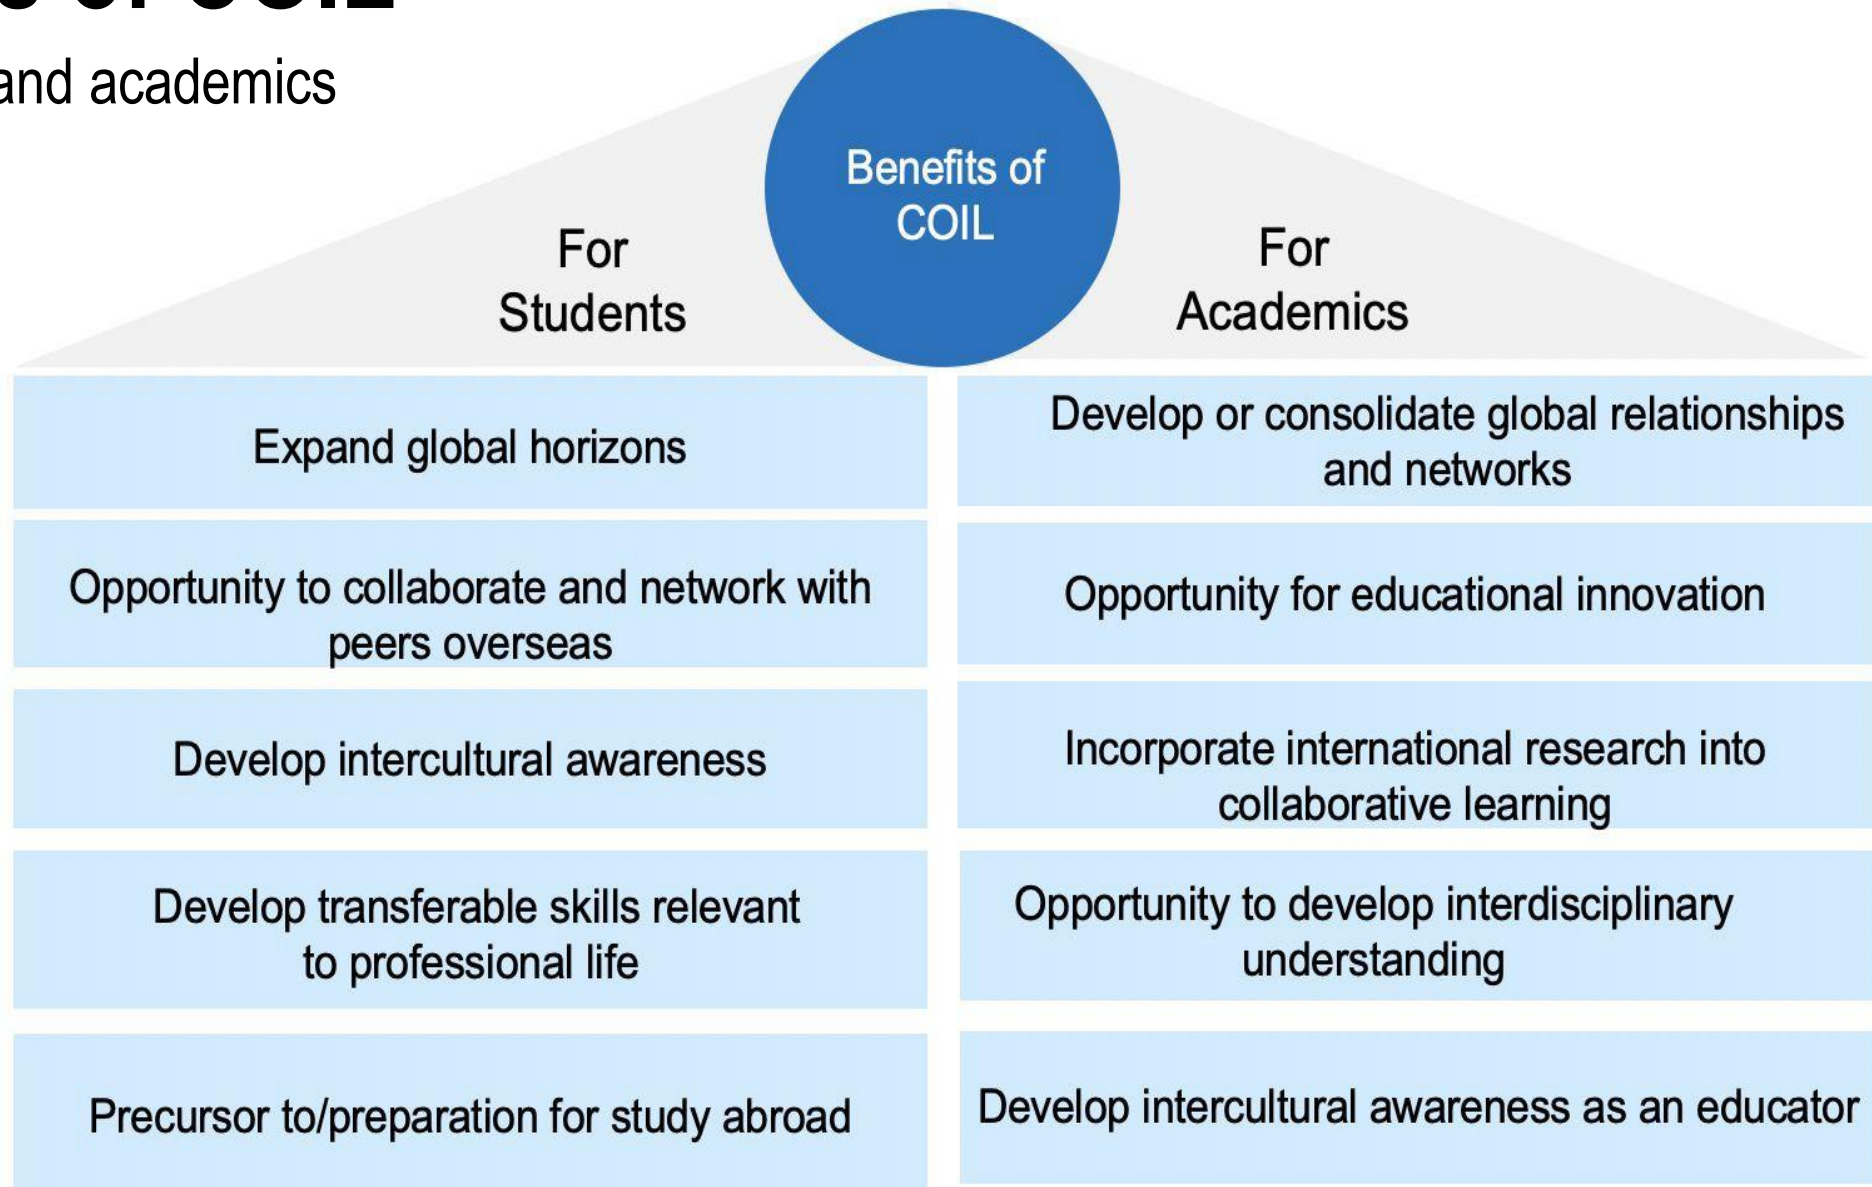 of COIL
and academics
Benefits of
COIL
For
Students
For
Academics
Expand global horizons
Opportunity to collaborate and network with
peers overseas
Develop intercultural awareness
Develop transferable skills relevant
to professional life
Precursor to/preparation for study abroad
Develop or consolidate global relationships
and networks
Opportunity for educational innovation
Incorporate international research into
collaborative learning
Opportunity to develop interdisciplinary
understanding
Develop intercultural awareness as an educator